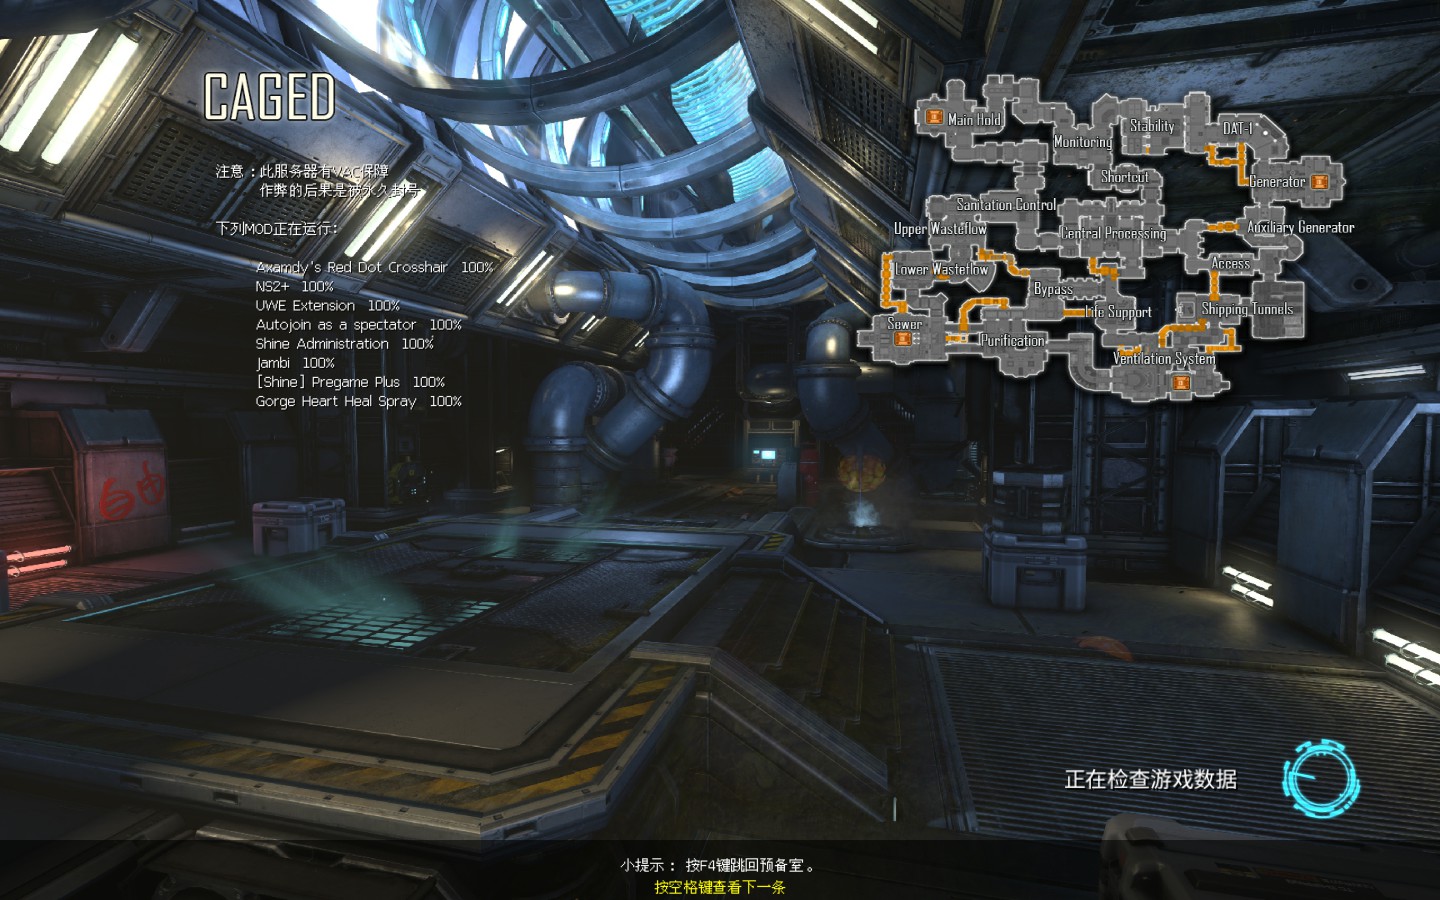 CAGED
注意：此服务器有VAC保障
作弊的后果是被永久封号
下列MOD正在运行:
Axamdy's Red Dot Crosshair 100%
NS2+ 100%
UWE Extension 100%
Autojoin as a spectator 100%
Shine Administration 100%
Jambi 100%
[Shine] Pregame Plus 100%
Gorge Heart Heal Spray 100%
Main Hold
Monitoring
Stability
DAT-1
Shortcut
Generator
Sanitation Control
Upper Wasteflow
Central Processing
Auxiliary Generator
Lower Wasteflow
Access
Bypass
Life Support
Shipping Tunnels
Sewer
Purification
Ventilation System
自由
正在检查游戏数据
小提示：按F4键跳回预备室。
按空格键查看下一条